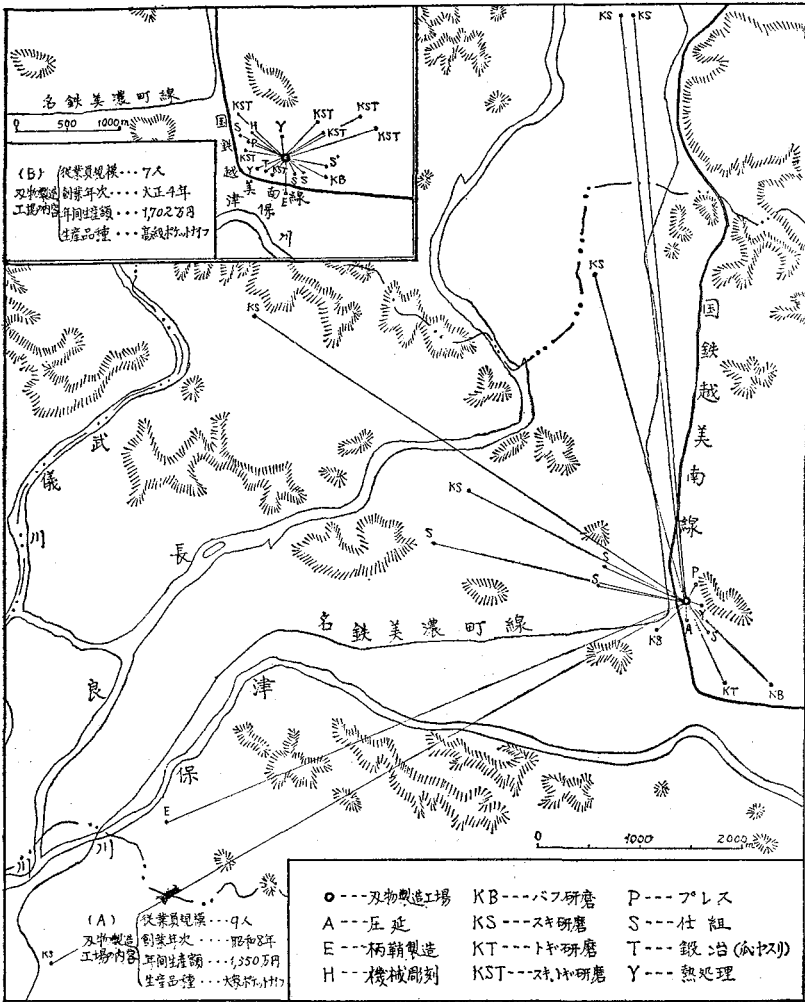 名鉄美濃町線
0 500 1000m
(B) 刃物製造工場の内容
従業員規模・・・7人
創業年次・・・・大正4年
年間生産額・・・1,702万円
生産品種・・・・高級ポケットナイフ
国鉄越美南線
津保川
KST
H
S
P
KST
Y
KST
KST
KST
KST
T
KST
S
S
E
S
KB
KS
KS
KS
KS
国鉄越美南線
武儀川
長良川
KS
S
S
S
P
名鉄美濃町線
KB
A
S
KT
KB
津保川
E
0 1000 2000
KS
(A) 刃物製造工場の内容
従業員規模・・・・9人
創業年次・・・・昭和8年
年間生産額・・・・1,350万円
生産品種・・・・大衆ポケットナイフ
刃物製造工場
A---圧延
E---柄鞘製造
H---機械彫刻
KB---バフ研磨
KS---スキ研磨
KT---トギ研磨
KST---スキ,トギ研磨
P---プレス
S---仕組
T---鍛冶(爪ヤスリ)
Y---熱処理